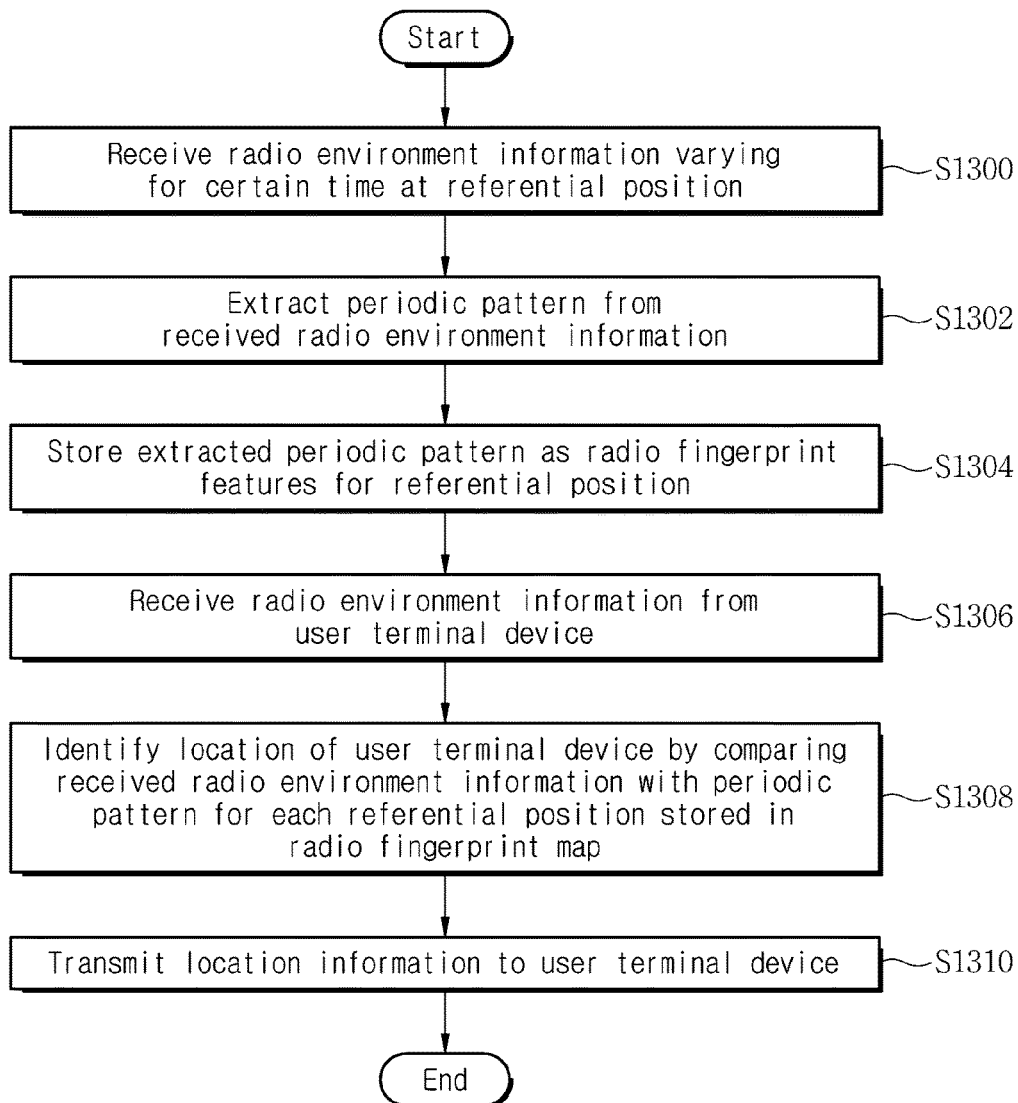 Start
Receive radio environment information varying
for certain time at referential position
S1300
Extract periodic pattern from
received radio environment information
S1302
Store extracted periodic pattern as radio fingerprint
features for referential position
S1304
Receive radio environment information from
user terminal device
S1306
Identify location of user terminal device by comparing
received radio environment information with periodic
pattern for each referential position stored in
radio fingerprint map
S1308
Transmit location information to user terminal device
S1310
End